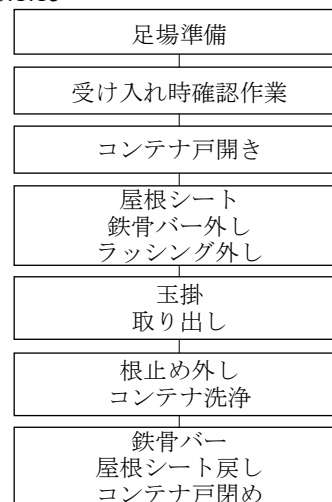 足場準備
受け入れ時確認作業
コンテナ戸開き
屋根シート
鉄骨バー外し
ラッシング外し
玉掛
取り出し
根止め外し
コンテナ洗浄
鉄骨バー
屋根シート戻し
コンテナ戸閉め